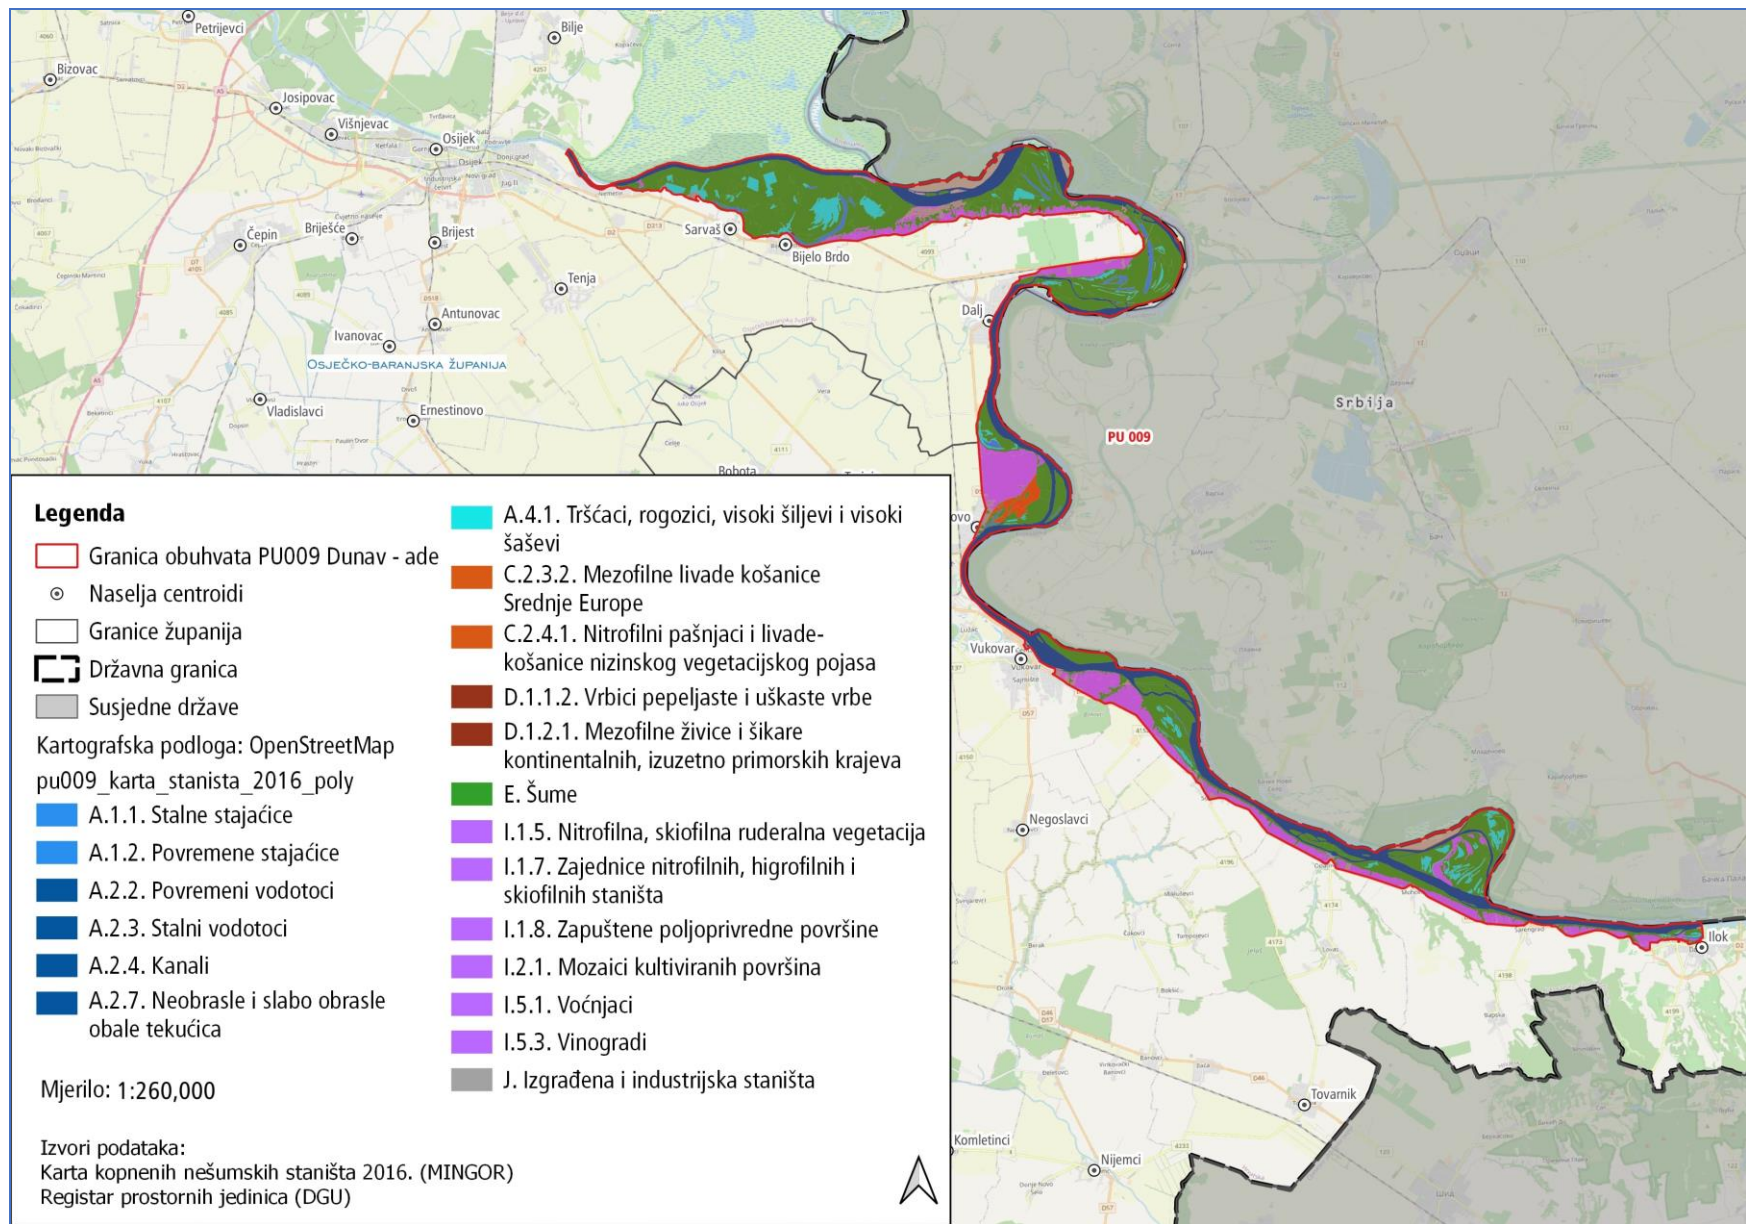 Petrijevci
Bilje
Bizovac
Josipovac
Višnjevac
Osijek
Osijek
Čepin
Briješće
Brijest
Sarvaš
Bijelo Brdo
Tenja
Dalj
Antunovac
Ivanovac
OSJEČKO-BARANJSKA ŽUPANIJA
Vladislavci
Ernestinovo
Srbija
PU 009
Bobota
ovo
Vukovar
Vukovar
Negoslavci
Ilok
Tovarnik
Komletinci
Nijemci
Legenda
Granica obuhvata PU009 Dunav - ade
Naselja centroidi
Granice županija
Državna granica
Susjedne države
Kartografska podloga: OpenStreetMap
pu009_karta_stanista_2016_poly
A.1.1. Stalne stajaćice
A.1.2. Povremene stajaćice
A.2.2. Povremeni vodotoci
A.2.3. Stalni vodotoci
A.2.4. Kanali
A.2.7. Neobrasle i slabo obrasle
obale tekućica
A.4.1. Tršćaci, rogozici, visoki šiljevi i visoki
šaševi
C.2.3.2. Mezofilne livade košanice
Srednje Europe
C.2.4.1. Nitrofilni pašnjaci i livade-
košanice nizinskog vegetacijskog pojasa
D.1.1.2. Vrbici pepeljaste i uškaste vrbe
D.1.2.1. Mezofilne živice i šikare
kontinentalnih, izuzetno primorskih krajeva
E. Šume
I.1.5. Nitrofilna, skiofilna ruderalna vegetacija
I.1.7. Zajednice nitrofilnih, higrofilnih i
skiofilnih staništa
I.1.8. Zapuštene poljoprivredne površine
I.2.1. Mozaici kultiviranih površina
I.5.1. Voćnjaci
I.5.3. Vinogradi
J. Izgrađena i industrijska staništa
Mjerilo: 1:260,000
Izvori podataka:
Karta kopnenih nešumskih staništa 2016. (MINGOR)
Registar prostornih jedinica (DGU)